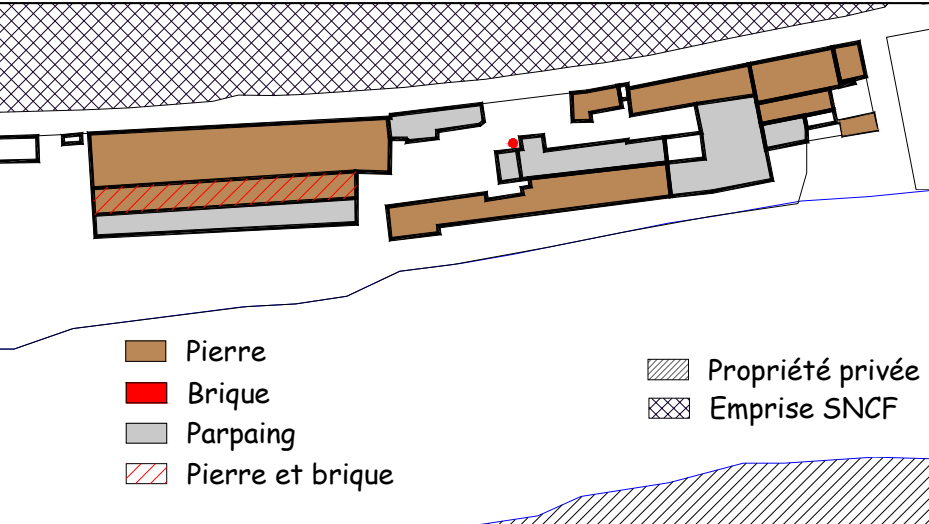 Pierre
Brique
Parpaing
Pierre et brique
Propriété privée
Emprise SNCF